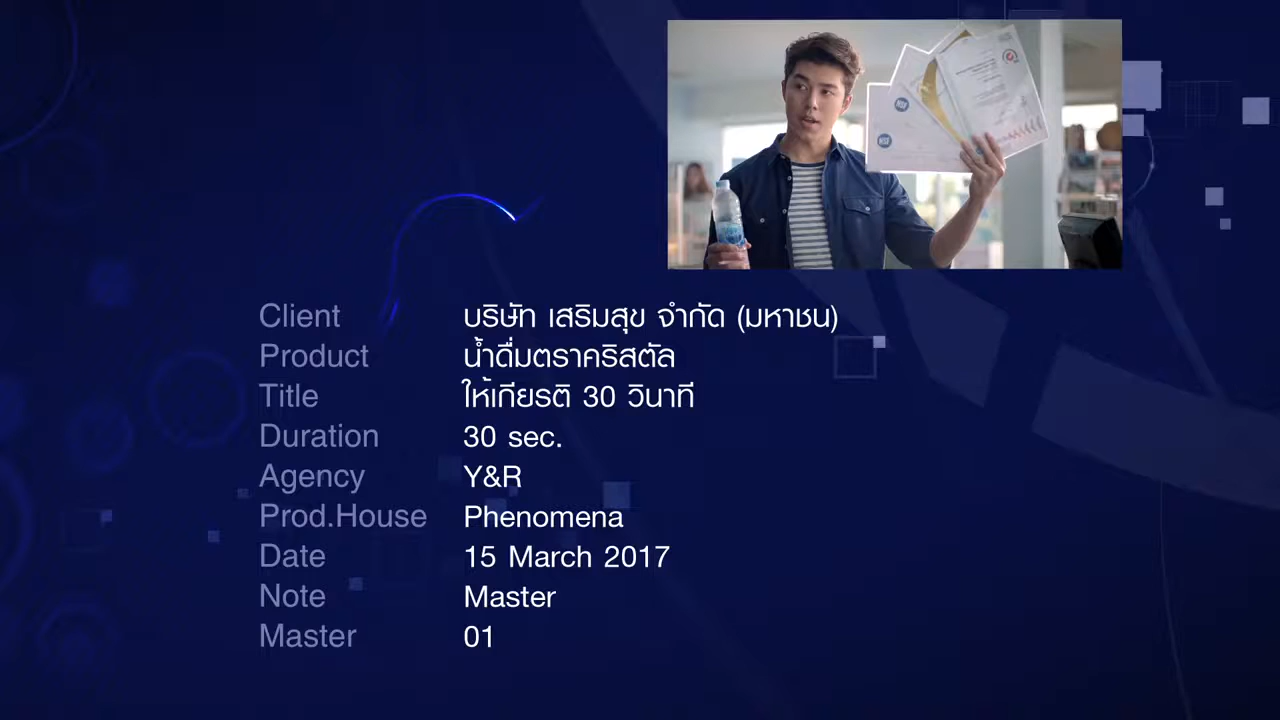 NSF
NSF
Client บริษัท เสริมสุข จำกัด (มหาชน)
Product น้ำดื่มตราคริสตัล
Title ให้เกียรติ 30 วินาที
Duration 30 sec.
Agency Y&R
Prod.House Phenomena
Date 15 March 2017
Note Master
Master 01